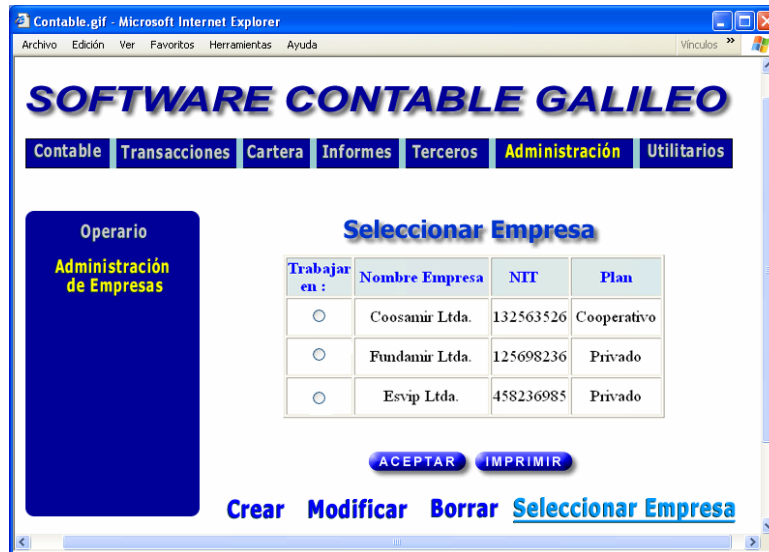 Contable.gif - Microsoft Internet Explorer
Archivo Edición Ver Favoritos Herramientas Ayuda Vínculos »
SOFTWARE CONTABLE GALILEO
Contable Transacciones Cartera Informes Terceros Administración Utilitarios
Operario
Administración
de Empresas
Seleccionar Empresa
Trabajar en : Nombre Empresa NIT Plan
Coosamir Ltda. 132563526 Cooperativo
Fundamir Ltda. 125698236 Privado
Esvip Ltda. 458236985 Privado
ACEPTAR IMPRIMIR
Crear Modificar Borrar Seleccionar Empresa